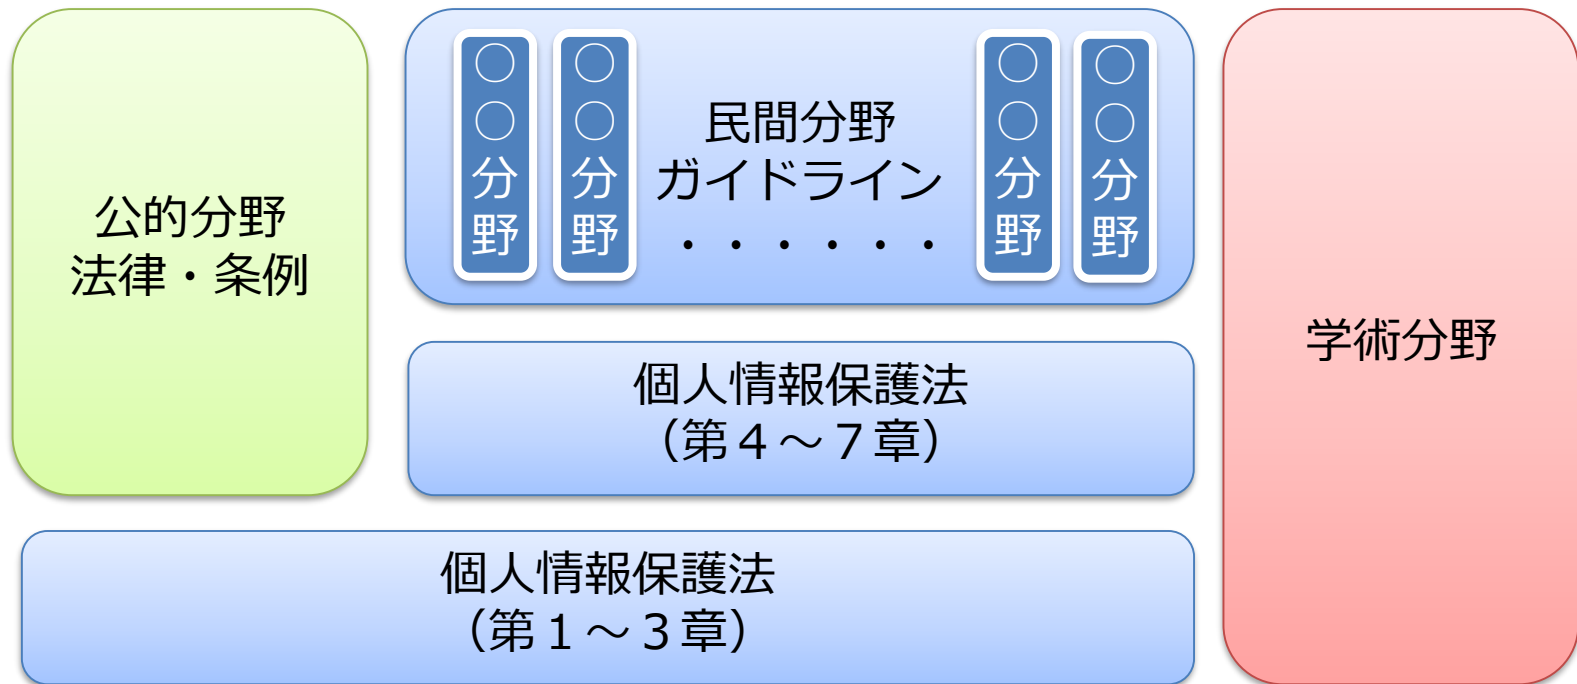 公的分野
法律・条例
○○分野
○○分野
民間分野
ガイドライン
・・・・・・
○○分野
○○分野
個人情報保護法
（第４～７章）
個人情報保護法
（第１～３章）
学術分野